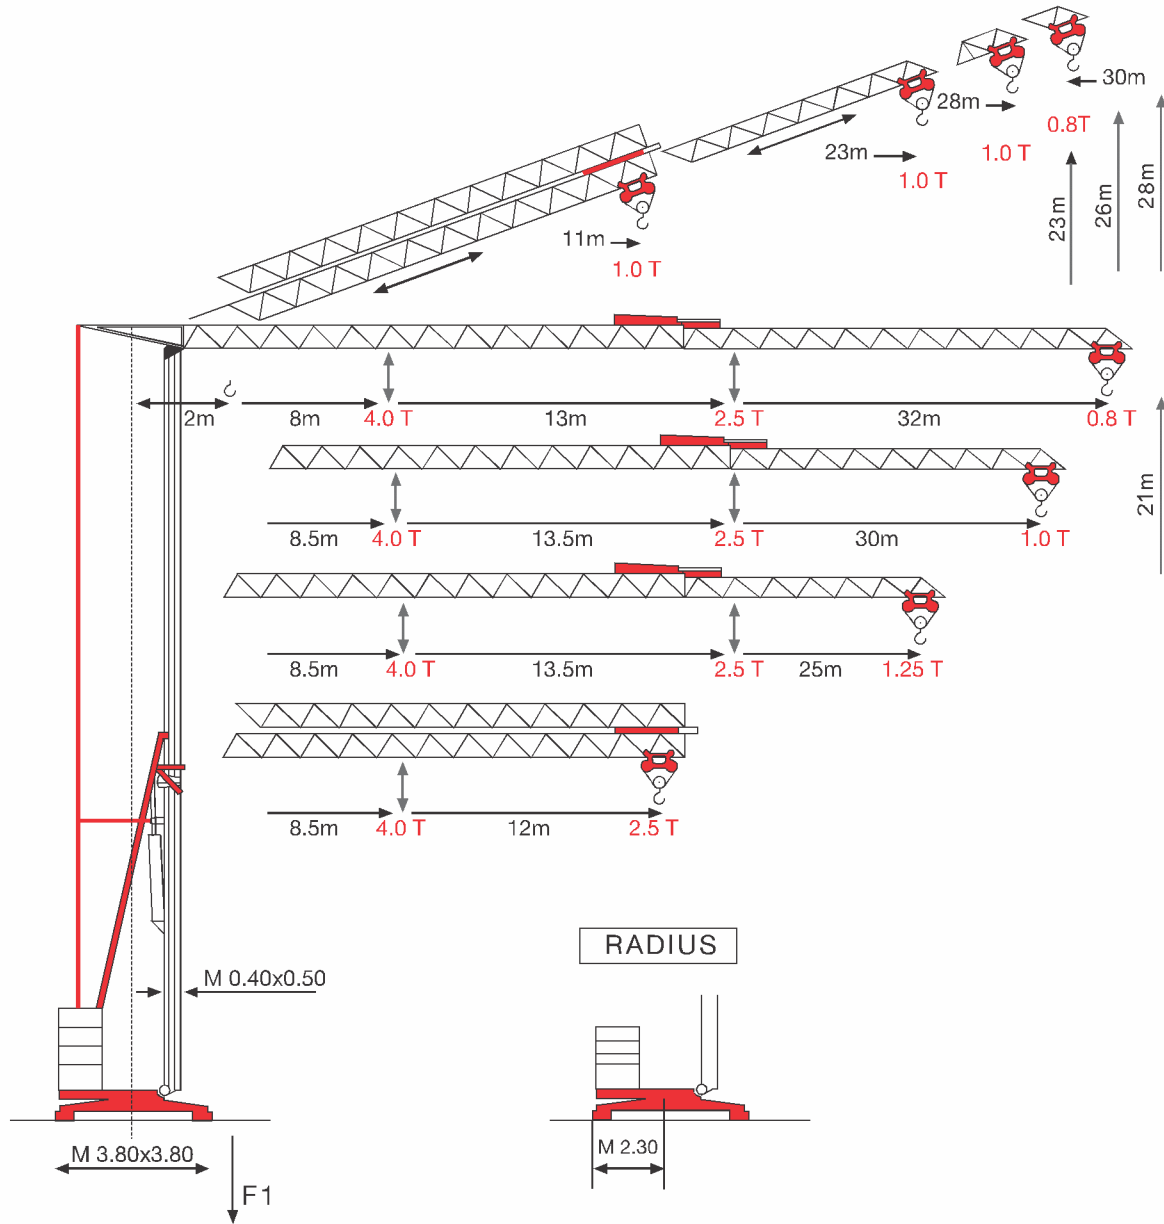 30m
28m
0.8T
23m
1.0 T
1.0 T
11m
1.0 T
23m
26m
28m
2m 8m 4.0 T 13m 2.5 T 32m 0.8 T
21m
8.5m 4.0 T 13.5m 2.5 T 30m 1.0 T
8.5m 4.0 T 13.5m 2.5 T 25m 1.25 T
8.5m 4.0 T 12m 2.5 T
RADIUS
M 0.40x0.50
M 3.80x3.80
M 2.30
F1